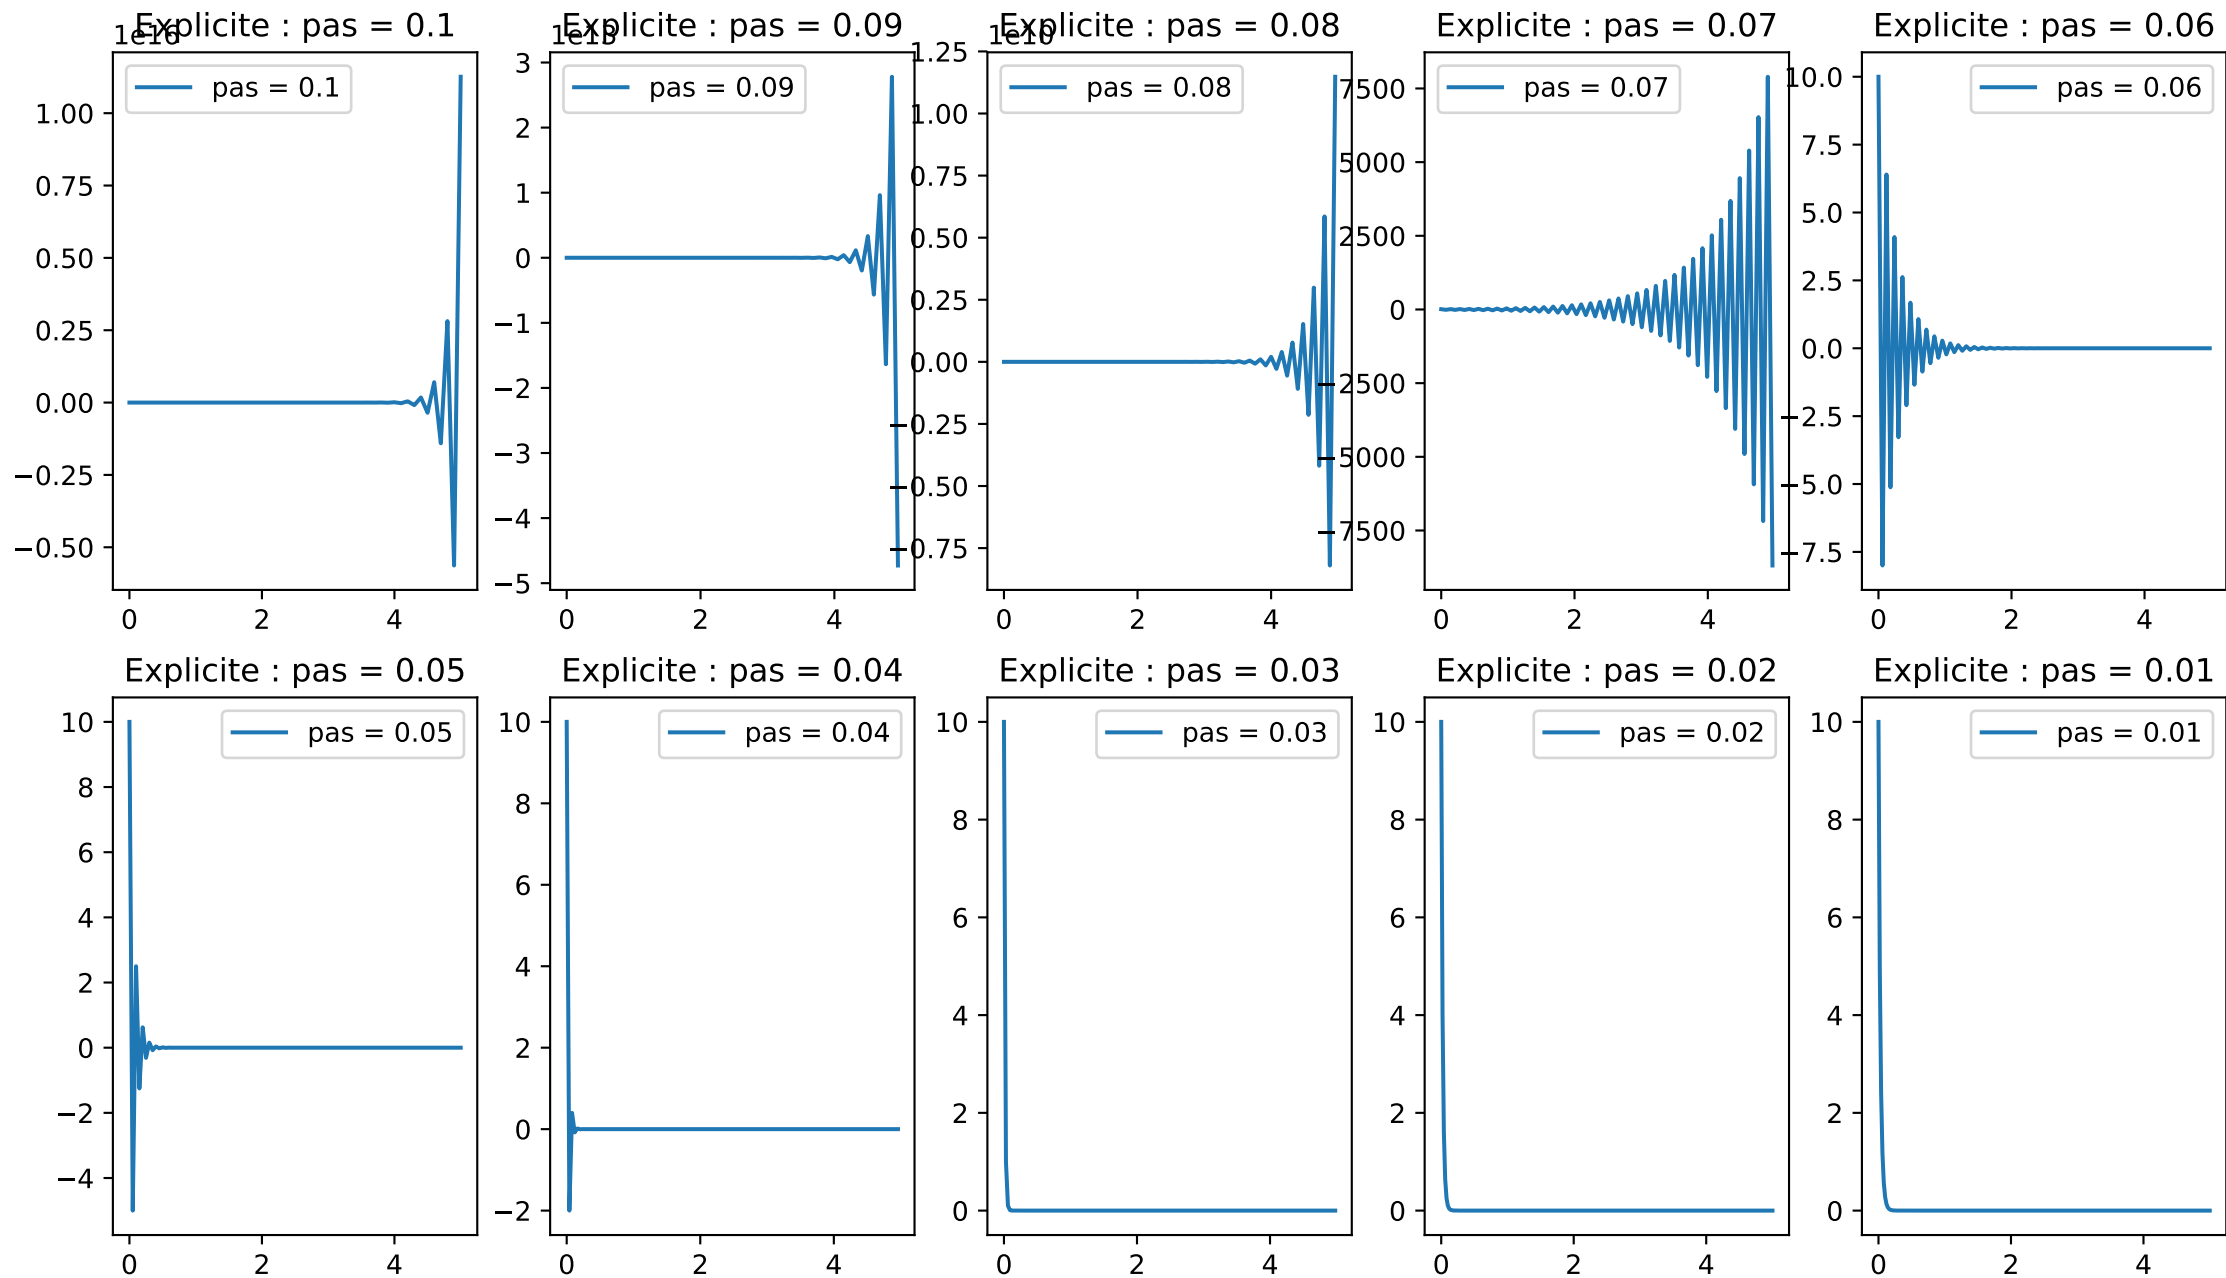 Explicite : pas = 0.1
1e16
pas = 0.1
1.00
0.75
0.50
0.25
0.00
−0.25
−0.50
0 2 4
Explicite : pas = 0.09
1e13
pas = 0.09
3
2
1
0
−1
−2
−3
−4
−5
0 2 4
Explicite : pas = 0.08
1e10
pas = 0.08
1.25
1.00
0.75
0.50
0.25
0.00
−0.25
−0.50
−0.75
0 2 4
Explicite : pas = 0.07
pas = 0.07
7500
5000
2500
0
−2500
−5000
−7500
0 2 4
Explicite : pas = 0.06
pas = 0.06
10.0
7.5
5.0
2.5
0.0
−2.5
−5.0
−7.5
0 2 4
Explicite : pas = 0.05
pas = 0.05
10
8
6
4
2
0
−2
−4
0 2 4
Explicite : pas = 0.04
pas = 0.04
10
8
6
4
2
0
−2
0 2 4
Explicite : pas = 0.03
pas = 0.03
10
8
6
4
2
0
0 2 4
Explicite : pas = 0.02
pas = 0.02
10
8
6
4
2
0
0 2 4
Explicite : pas = 0.01
pas = 0.01
10
8
6
4
2
0
0 2 4